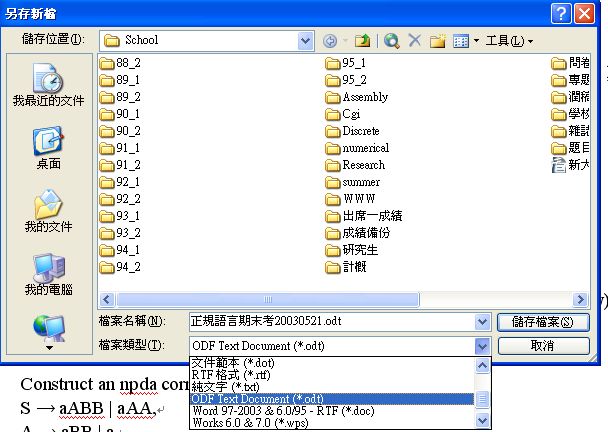 另存新檔
儲存位置(I):
School
工具(L)
我最近的文件
桌面
我的文件
我的電腦
88_2
89_1
89_2
90_1
90_2
91_1
91_2
92_1
92_2
93_1
93_2
94_1
94_2
95_1
95_2
Assembly
Cgi
Discrete
numerical
Research
summer
WWW
出席一成績
成績備份
研究生
計概
問卷
專題
學校
雜記
題目
新大
檔案名稱(N):
正規語言期末考20030521.odt
儲存檔案(S)
檔案類型(T):
ODF Text Document (*.odt)
取消
文件範本 (*.dot)
RTF 格式 (*.rtf)
純文字 (*.txt)
ODF Text Document (*.odt)
Word 97-2003 & 6.0/95 - RTF (*.doc)
Works 6.0 & 7.0 (*.wps)
y)
Construct an npda corr
S → aABB | aAA,
A → aBB | a